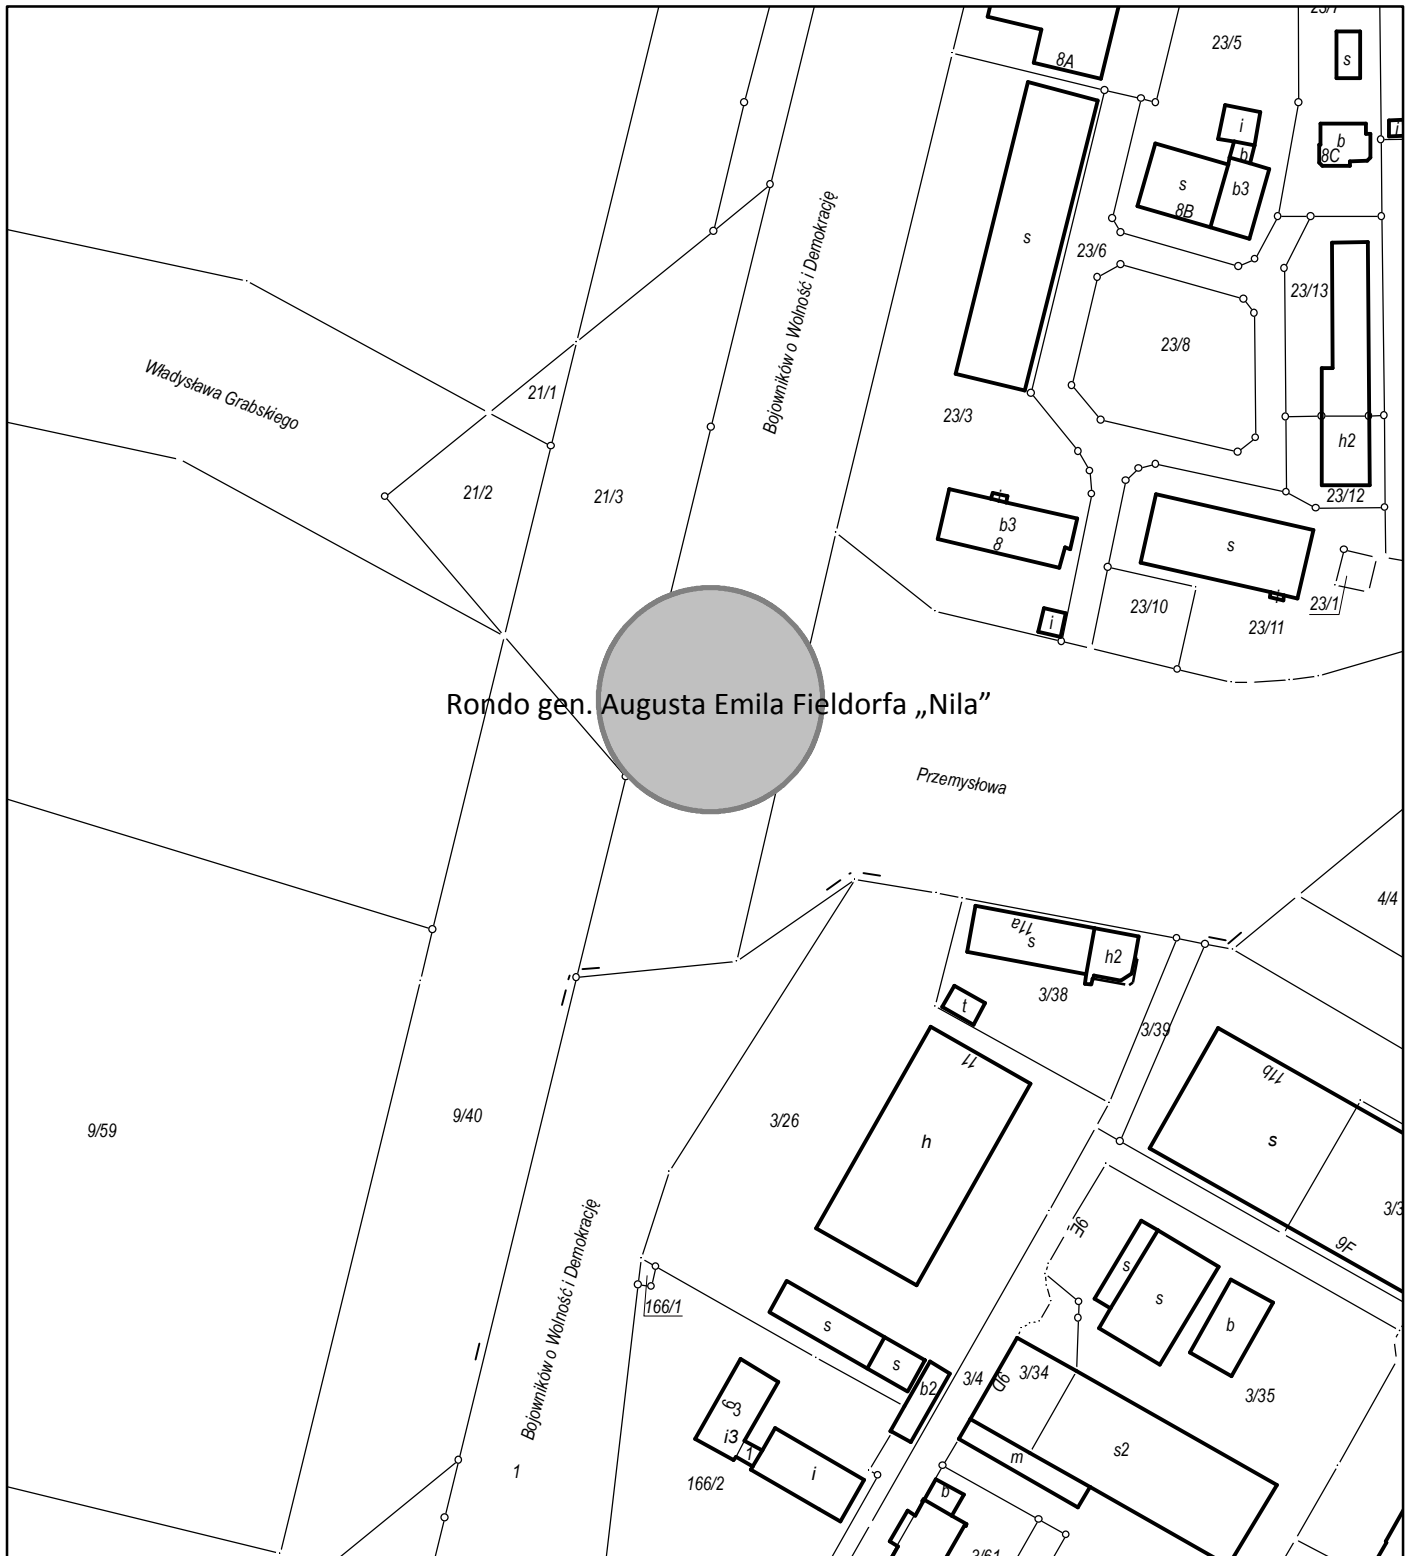 23/5
8A
s
i
b
8C
i
b
s
b3
8B
s
23/6
Bojowników o Wolność i Demokrację
23/13
23/8
Władysława Grabskiego
21/1
23/3
h2
21/2
21/3
23/12
b3
8
s
23/1
23/10
i
23/11
Rondo gen. Augusta Emila Fieldorfa „Nila”
Przemysłowa
4/4
11a
s
h2
3/38
t
3/39
11
11b
9/59
9/40
3/26
h
s
9E
9F
Bojowników o Wolność i Demokrację
s
s
166/1
s
b
s
3/4
3/34
9D
b2
3/35
i3
1
s2
m
i
1
166/2
b